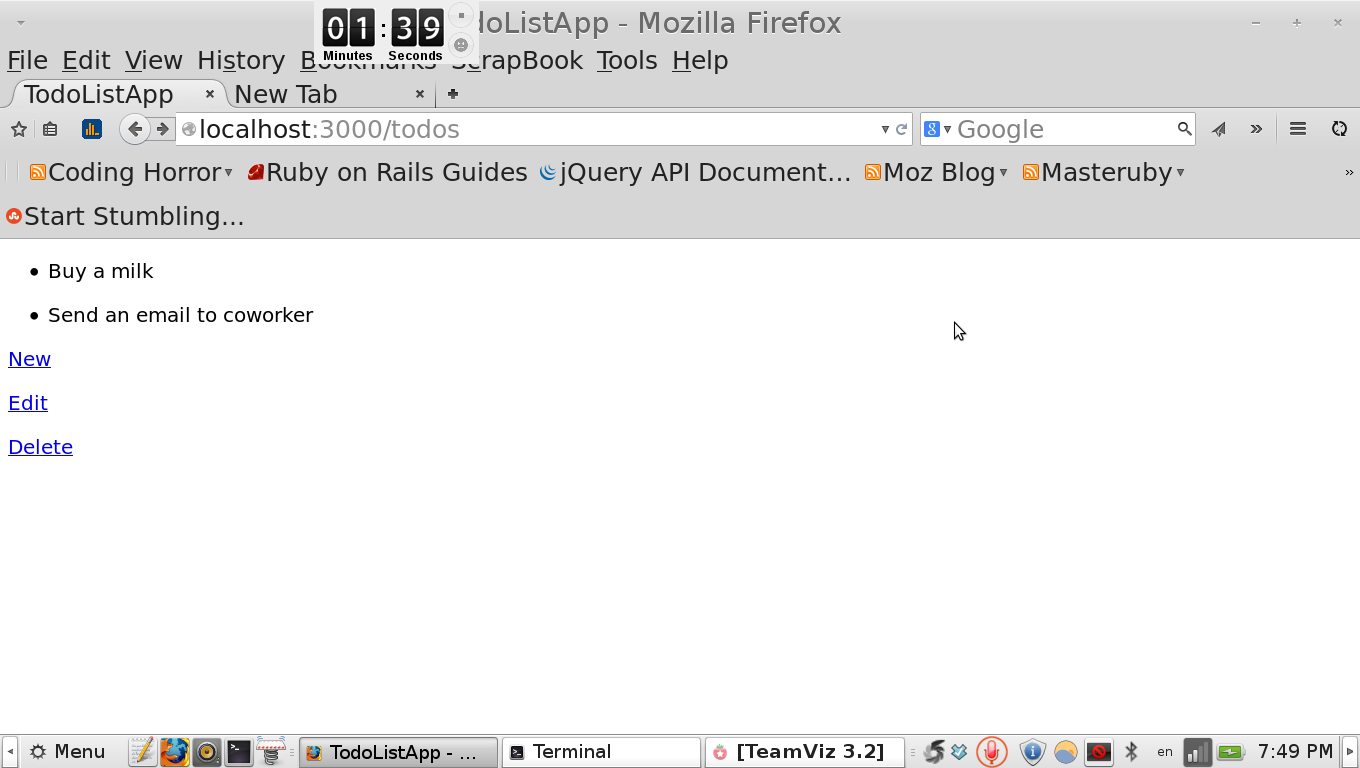 01:39
Minutes Seconds
doListApp - Mozilla Firefox
File Edit View History Bookmarks ScrapBook Tools Help
TodoListApp New Tab
localhost:3000/todos Google
Coding Horror Ruby on Rails Guides jQuery API Document... Moz Blog Masteruby »
Start Stumbling...
Buy a milk
Send an email to coworker
New
Edit
Delete
Menu TodoListApp - ... Terminal [TeamViz 3.2] en 7:49 PM